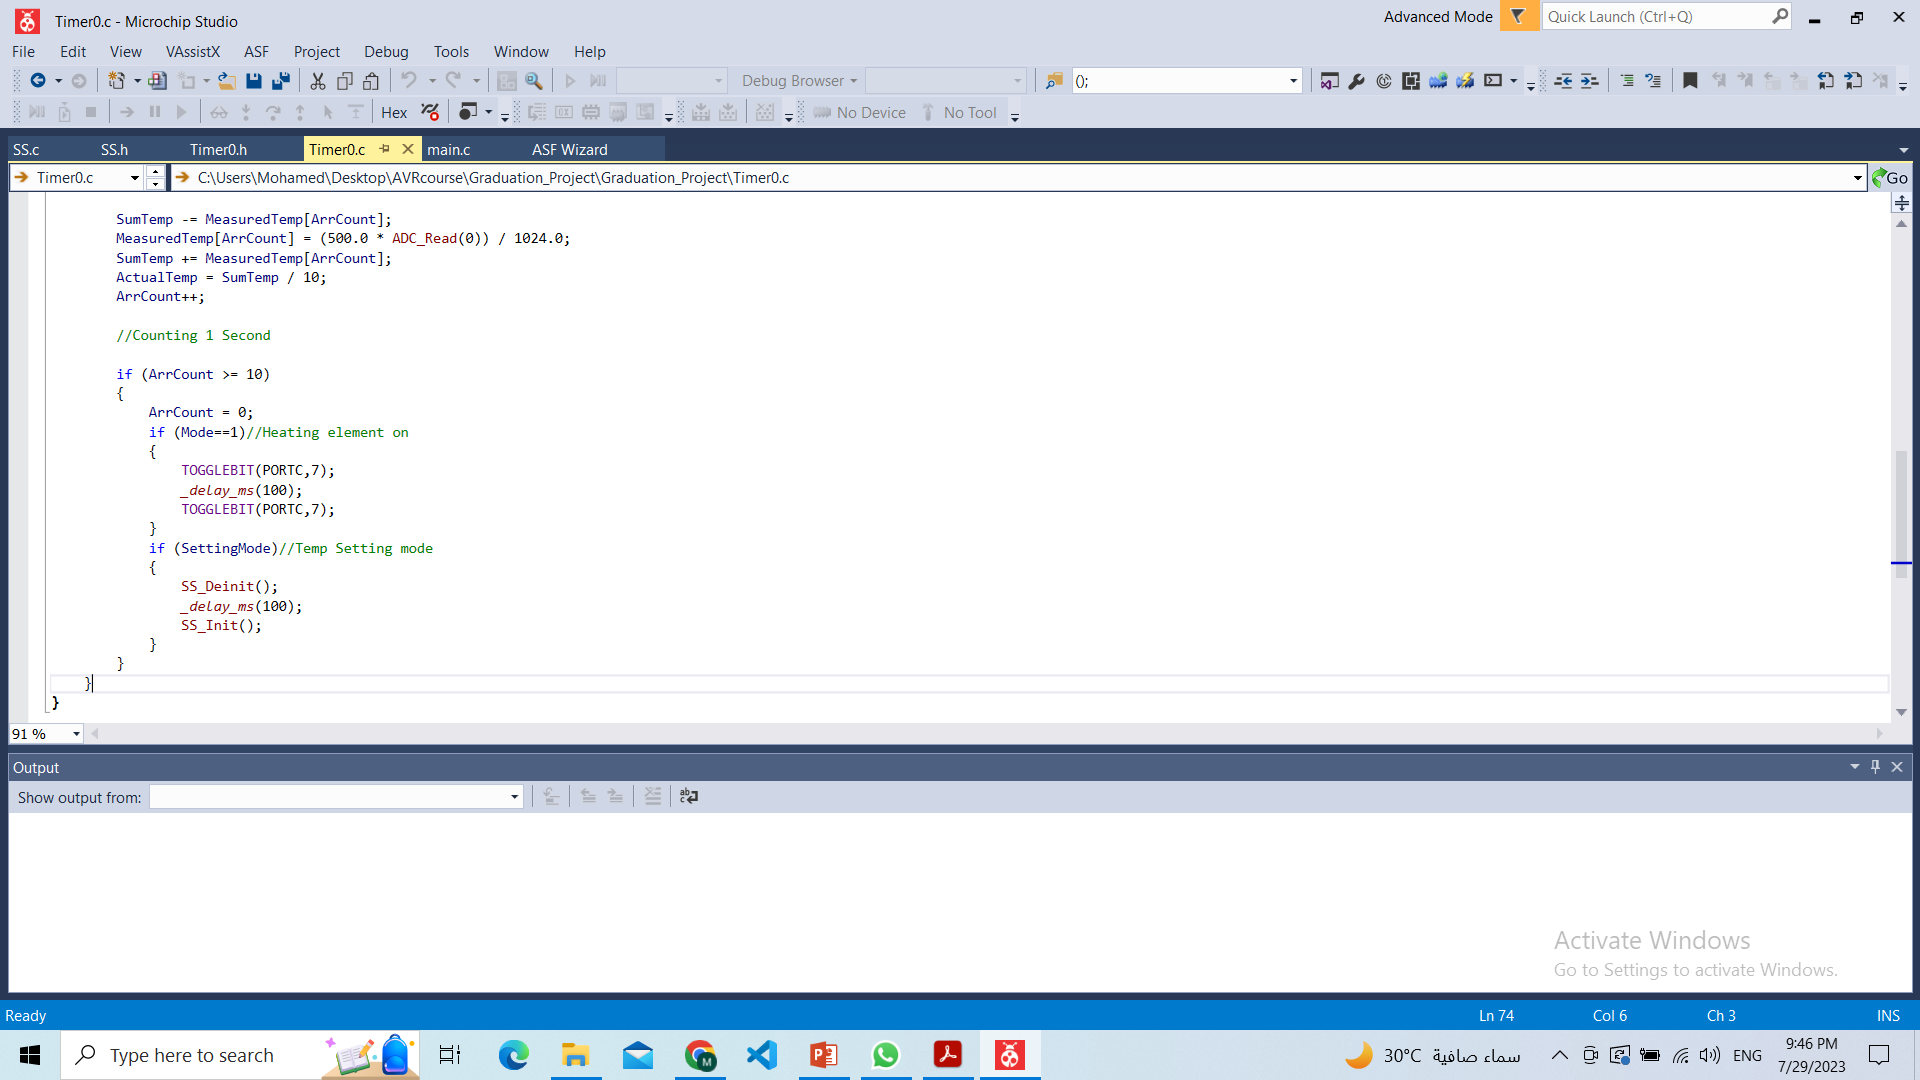 Timer0.c - Microchip Studio
Advanced Mode
Quick Launch (Ctrl+Q)
File Edit View VAssistX ASF Project Debug Tools Window Help
Debug Browser
();
Hex
No Device
No Tool
SS.c SS.h Timer0.h Timer0.c main.c ASF Wizard
Timer0.c
C:\Users\Mohamed\Desktop\AVRcourse\Graduation_Project\Graduation_Project\Timer0.c
Go
SumTemp -= MeasuredTemp[ArrCount];
MeasuredTemp[ArrCount] = (500.0 * ADC_Read(0)) / 1024.0;
SumTemp += MeasuredTemp[ArrCount];
ActualTemp = SumTemp / 10;
ArrCount++;
//Counting 1 Second
if (ArrCount >= 10)
{
ArrCount = 0;
if (Mode==1)//Heating element on
{
TOGGLEBIT(PORTC,7);
_delay_ms(100);
TOGGLEBIT(PORTC,7);
}
if (SettingMode)//Temp Setting mode
{
SS_Deinit();
_delay_ms(100);
SS_Init();
}
}
}
}
91 %
Output
Show output from:
Activate Windows
Go to Settings to activate Windows.
Ready
Ln 74 Col 6 Ch 3 INS
Type here to search
30°C سماء صافية
ENG
9:46 PM
7/29/2023